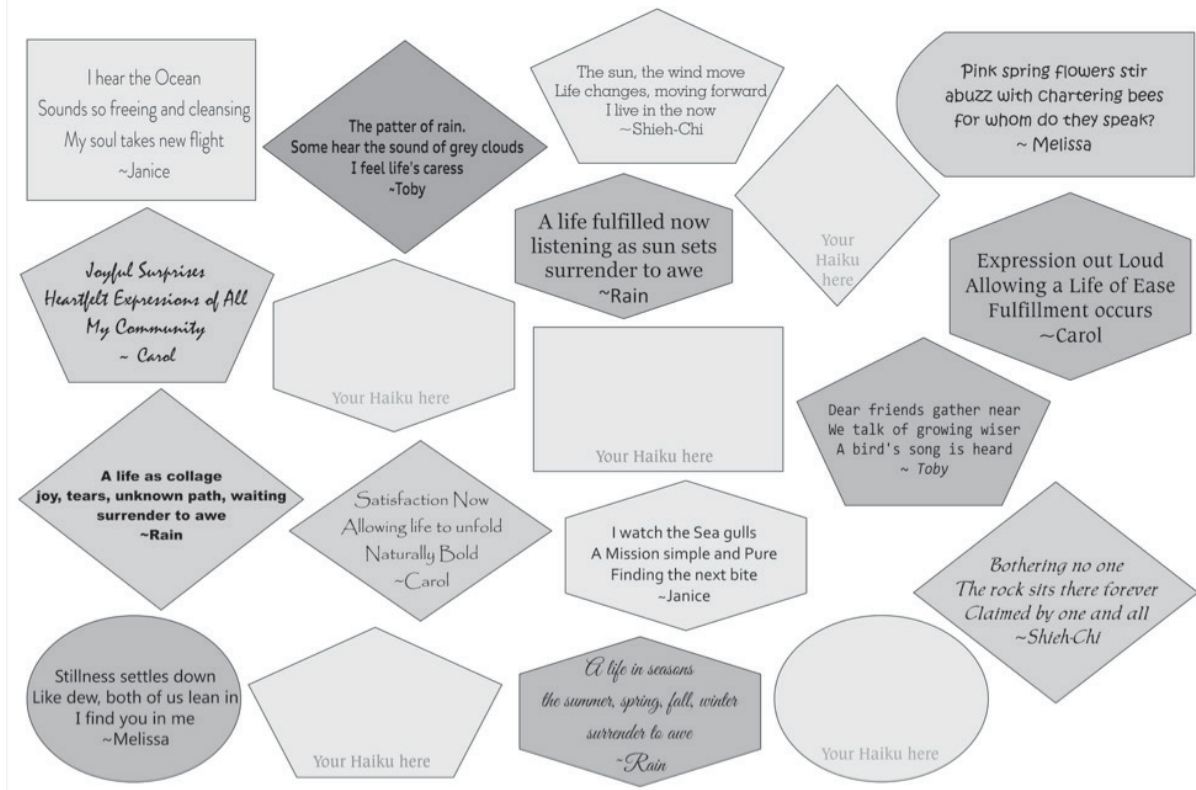 I hear the Ocean
Sounds so freeing and cleansing
My soul takes new flight
~Janice
The patter of rain.
Some hear the sound of grey clouds
I feel life's caress
~Toby
The sun, the wind move
Life changes, moving forward
I live in the now
~Shieh-Chi
Your
Haiku
here
Pink spring flowers stir
abuzz with chartering bees
for whom do they speak?
~ Melissa
Joyful Surprises
Heartfelt Expressions of All
My Community
~ Carol
Your Haiku here
A life fulfilled now
listening as sun sets
surrender to awe
~Rain
Expression out Loud
Allowing a Life of Ease
Fulfillment occurs
~Carol
Your Haiku here
Dear friends gather near
We talk of growing wiser
A bird's song is heard
~ Toby
A life as collage
joy, tears, unknown path, waiting
surrender to awe
~Rain
Satisfaction Now
Allowing life to unfold
Naturally Bold
~Carol
I watch the Sea gulls
A Mission simple and Pure
Finding the next bite
~Janice
Bothering no one
The rock sits there forever
Claimed by one and all
~Shieh-Chi
Stillness settles down
Like dew, both of us lean in
I find you in me
~Melissa
Your Haiku here
A life in seasons
the summer, spring, fall, winter
surrender to awe
~Rain
Your Haiku here